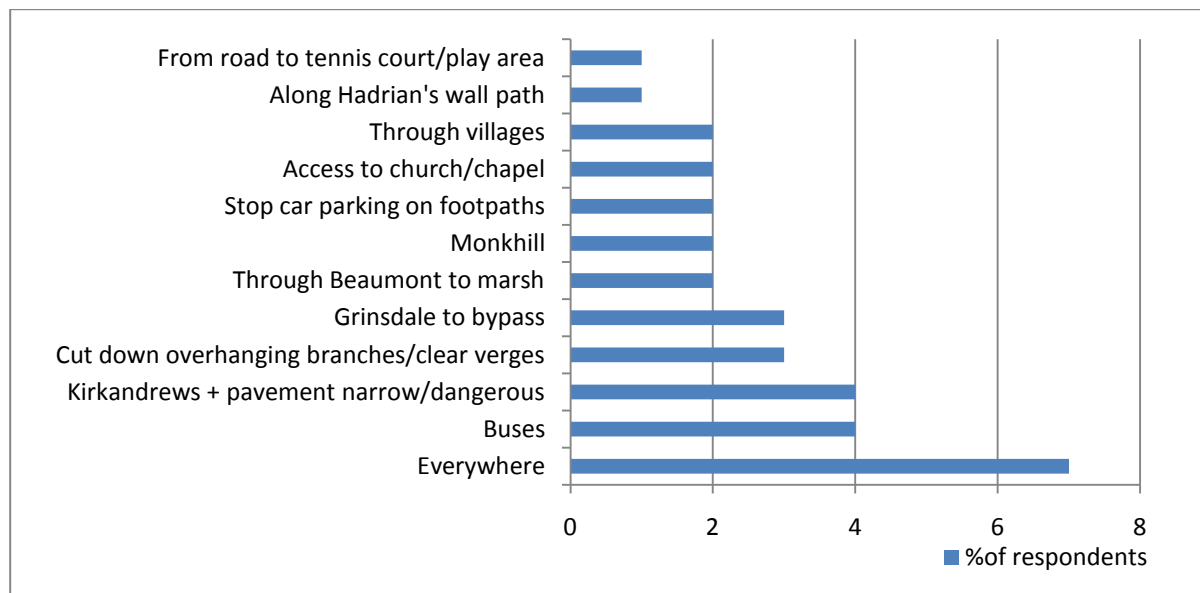 From road to tennis court/play area
Along Hadrian's wall path
Through villages
Access to church/chapel
Stop car parking on footpaths
Monkhill
Through Beaumont to marsh
Grinsdale to bypass
Cut down overhanging branches/clear verges
Kirkandrews + pavement narrow/dangerous
Buses
Everywhere
0 2 4 6 8
%of respondents